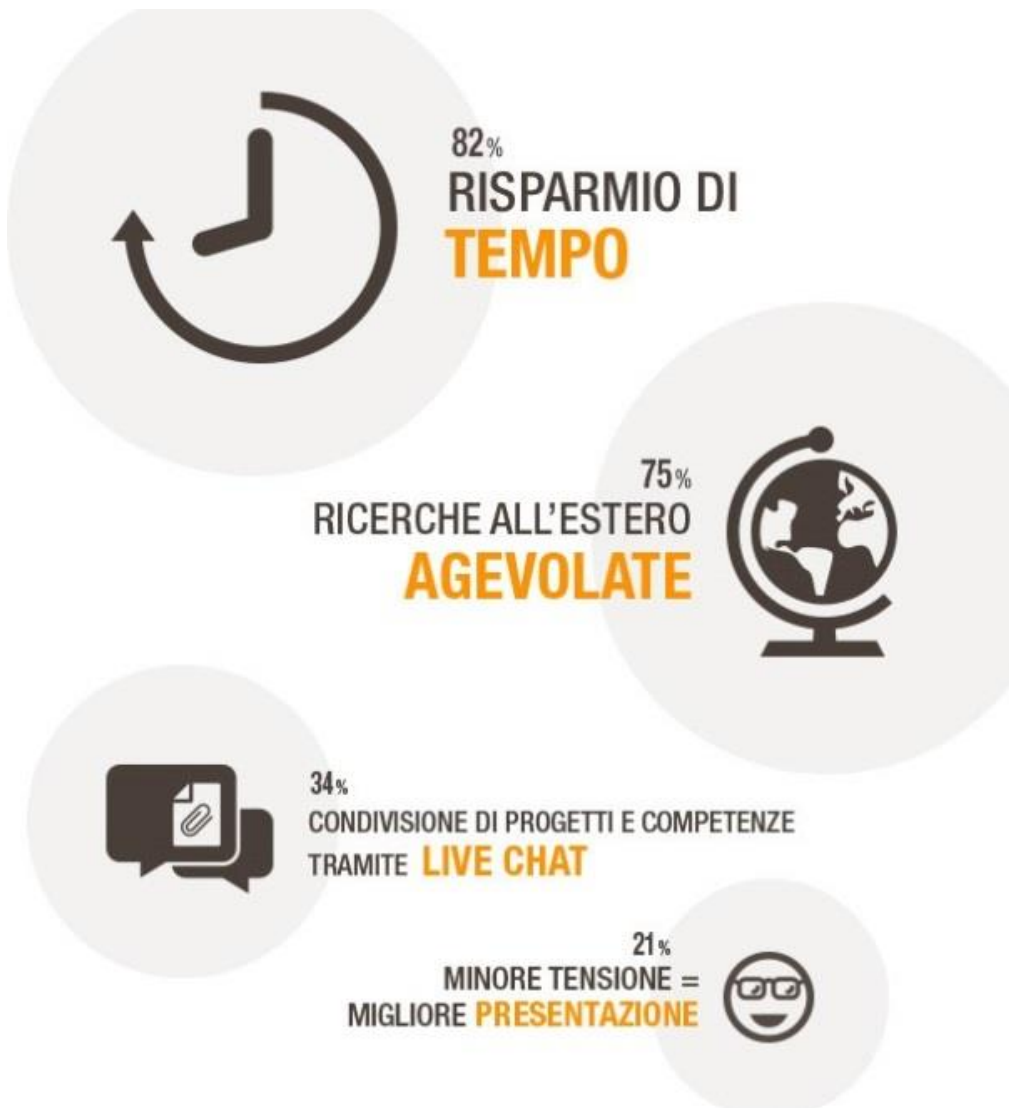 82%
RISPARMIO DI
TEMPO
75%
RICERCHE ALL'ESTERO
AGEVOLATE
34%
CONDIVISIONE DI PROGETTI E COMPETENZE
TRAMITE LIVE CHAT
21%
MINORE TENSIONE =
MIGLIORE PRESENTAZIONE